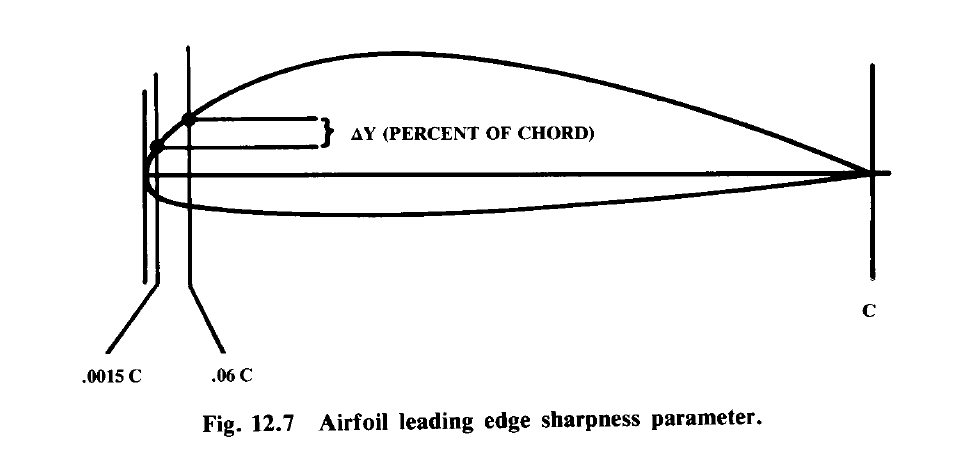 ΔY (PERCENT OF CHORD)
C
.0015 C
.06 C
Fig. 12.7 Airfoil leading edge sharpness parameter.